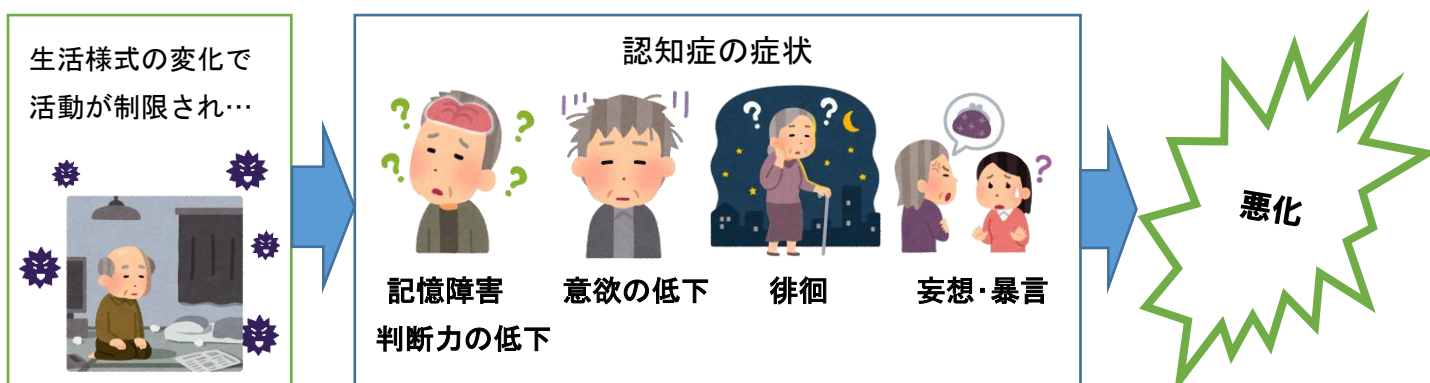 生活様式の変化で
活動が制限され…
認知症の症状
記憶障害
判断力の低下
意欲の低下
徘徊
妄想・暴言
悪化